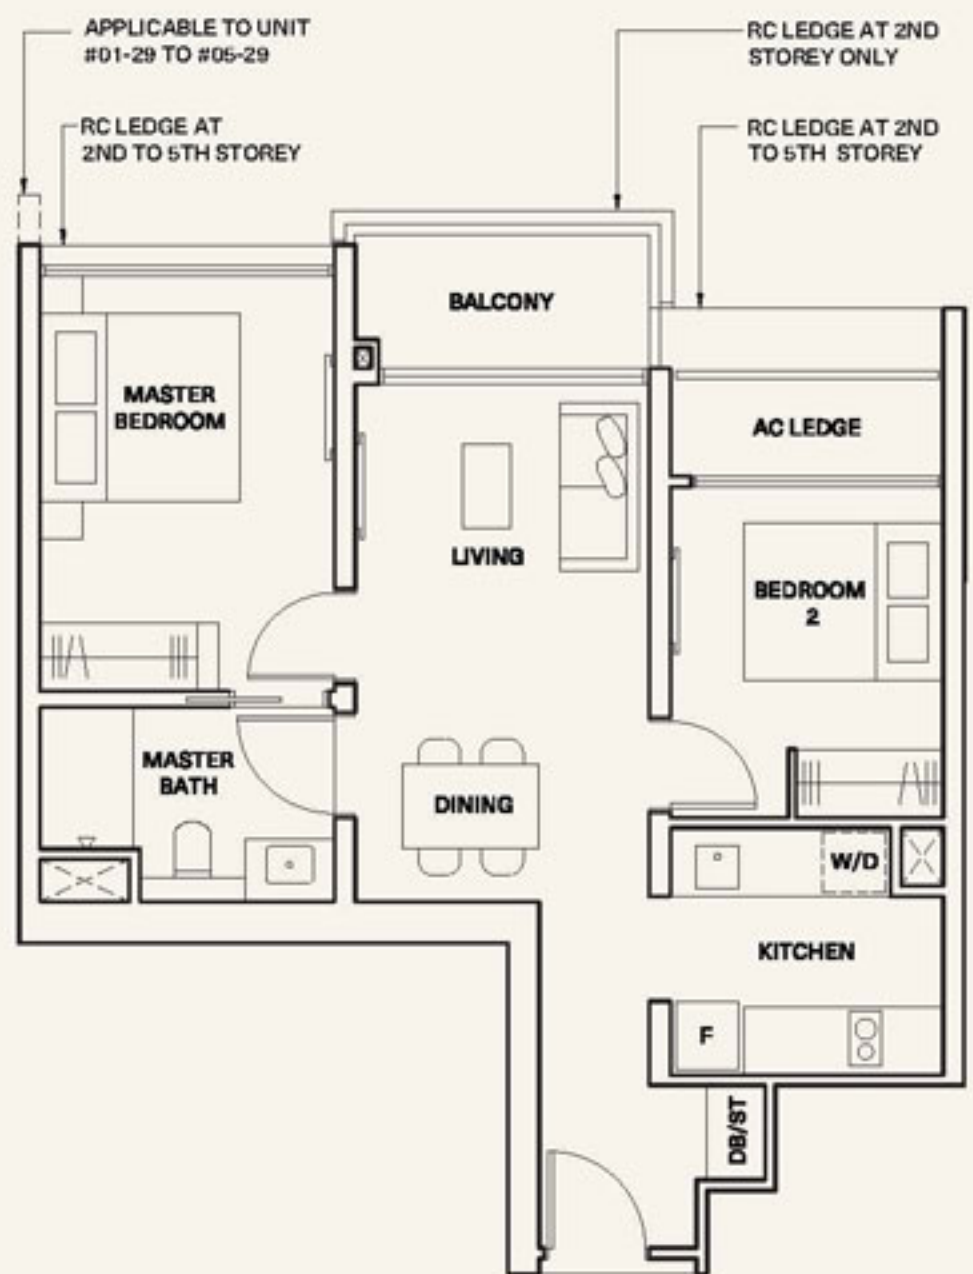 APPLICABLE TO UNIT
#01-29 TO #05-29
RC LEDGE AT 2ND
STOREY ONLY
RC LEDGE AT
2ND TO 5TH STOREY
RC LEDGE AT 2ND
TO 5TH STOREY
BALCONY
MASTER
BEDROOM
AC LEDGE
LIVING
BEDROOM
2
MASTER
BATH
DINING
W/D
KITCHEN
F
DB/ST